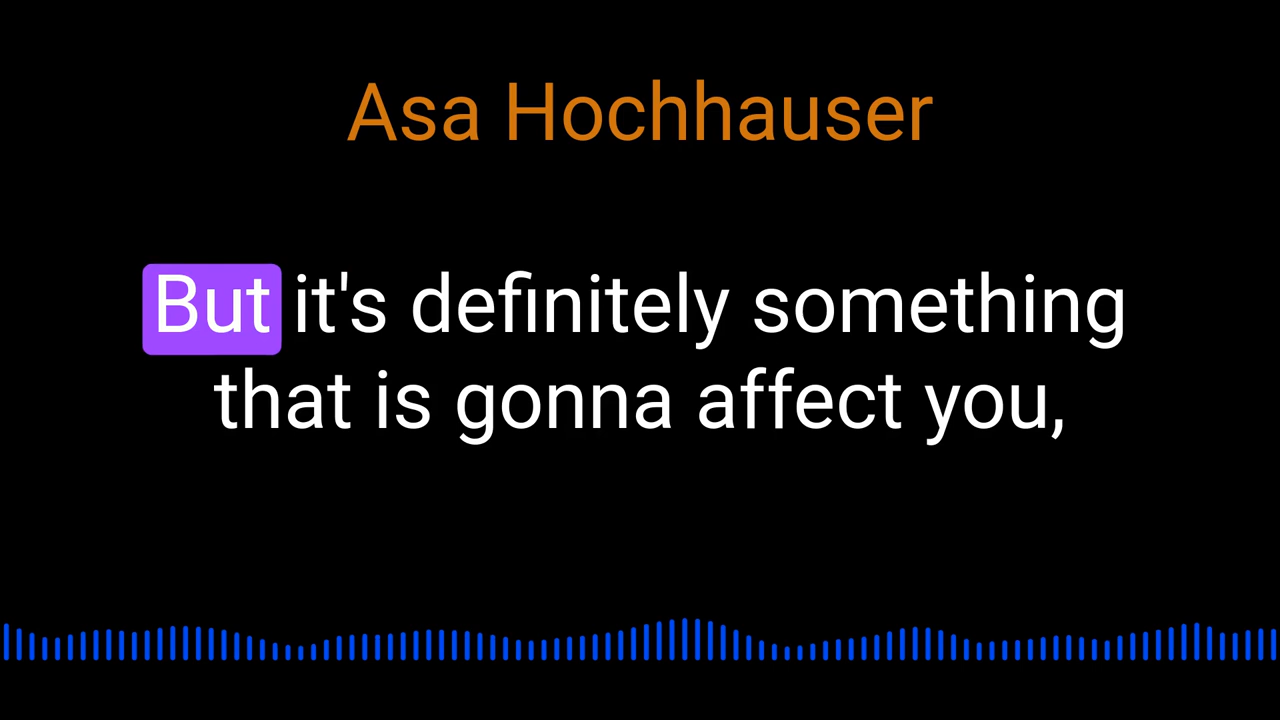 Asa Hochhauser
But it's definitely something
that is gonna affect you,